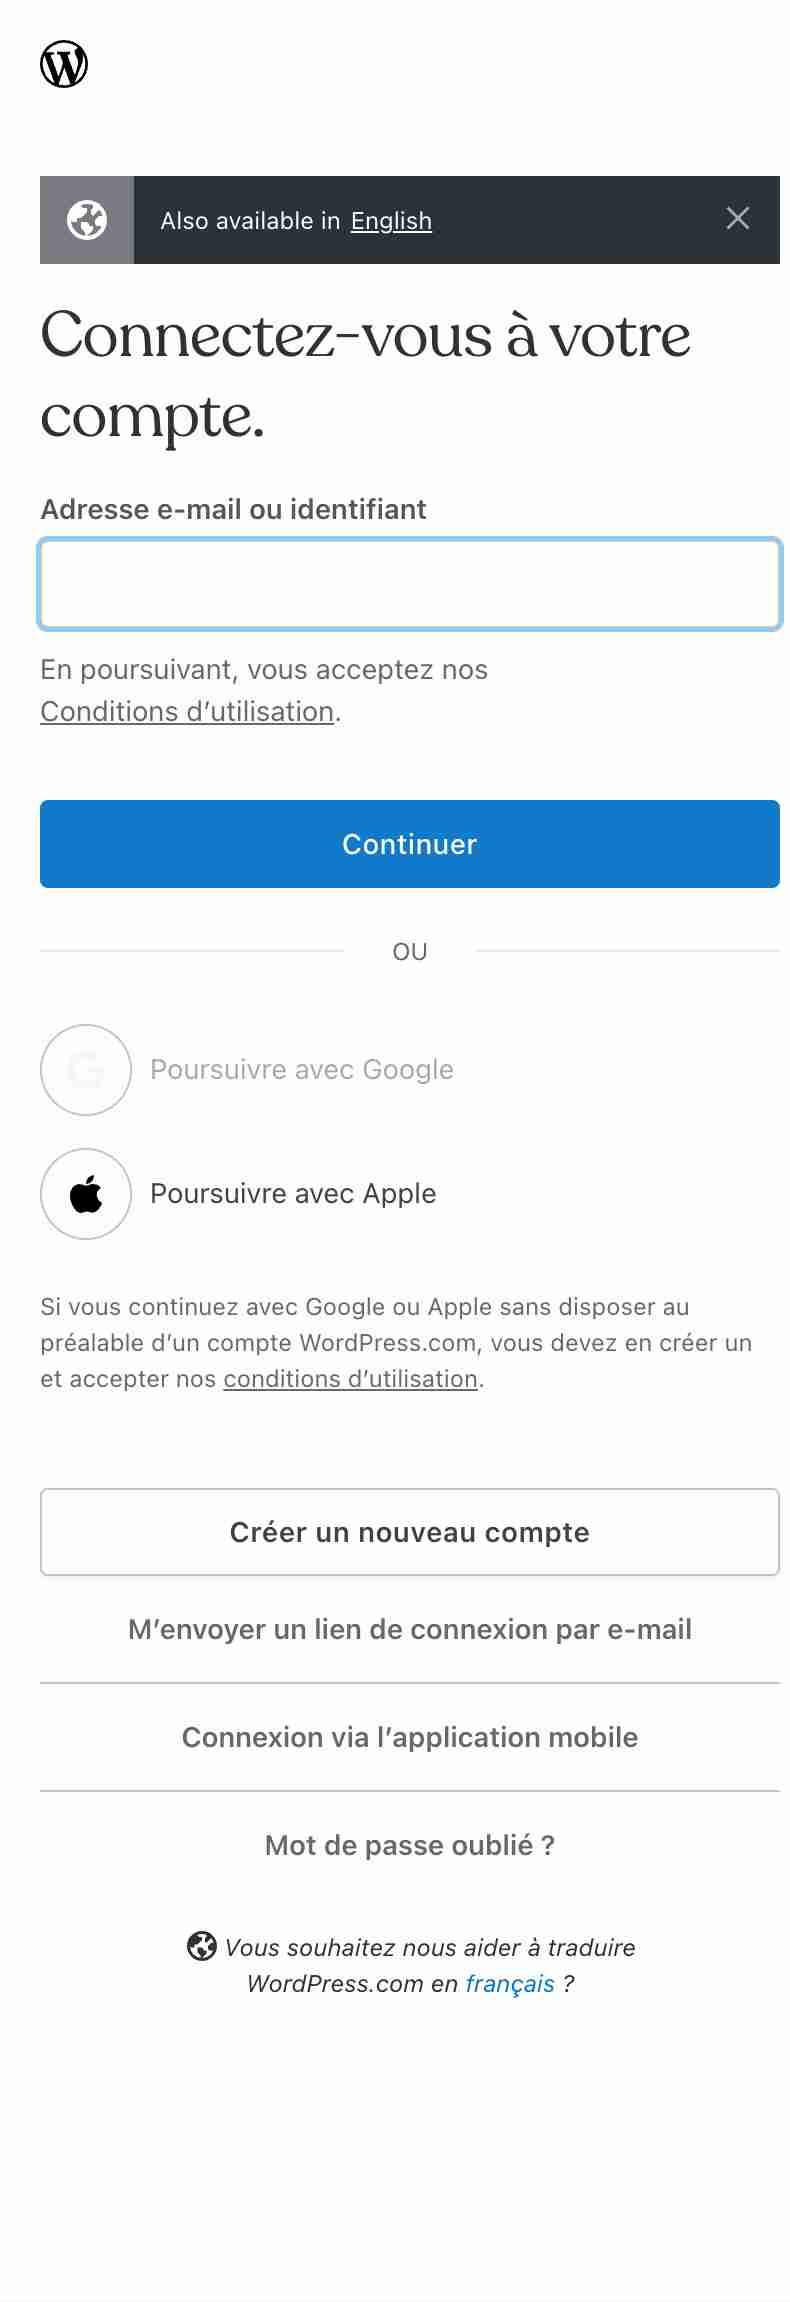 Also available in English
Connectez-vous à votre
compte.
Adresse e-mail ou identifiant
En poursuivant, vous acceptez nos
Conditions d’utilisation.
Continuer
OU
Poursuivre avec Google
Poursuivre avec Apple
Si vous continuez avec Google ou Apple sans disposer au
préalable d’un compte WordPress.com, vous devez en créer un
et accepter nos conditions d’utilisation.
Créer un nouveau compte
M’envoyer un lien de connexion par e-mail
Connexion via l’application mobile
Mot de passe oublié ?
Vous souhaitez nous aider à traduire
WordPress.com en français ?